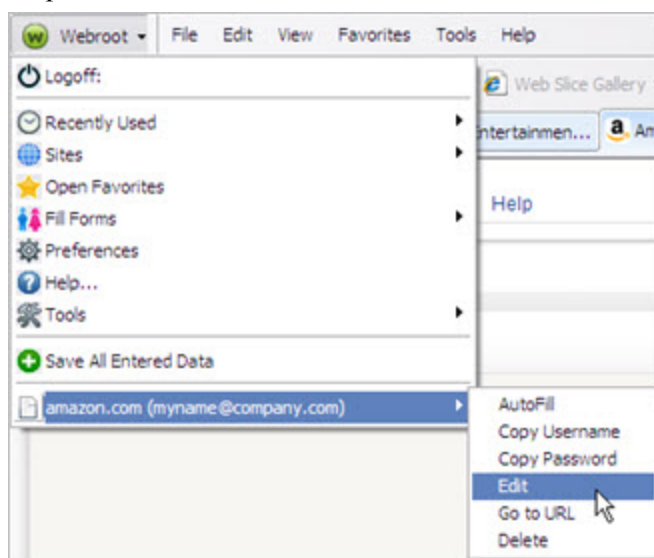 Webroot File Edit View Favorites Tools Help
Logoff:
Web Slice Gallery
Recently Used
ntertainmen... a Am
Sites
Open Favorites
Help
Fill Forms
Preferences
Help...
Tools
Save All Entered Data
amazon.com (myname@company.com)
AutoFill
Copy Username
Copy Password
Edit
Go to URL
Delete